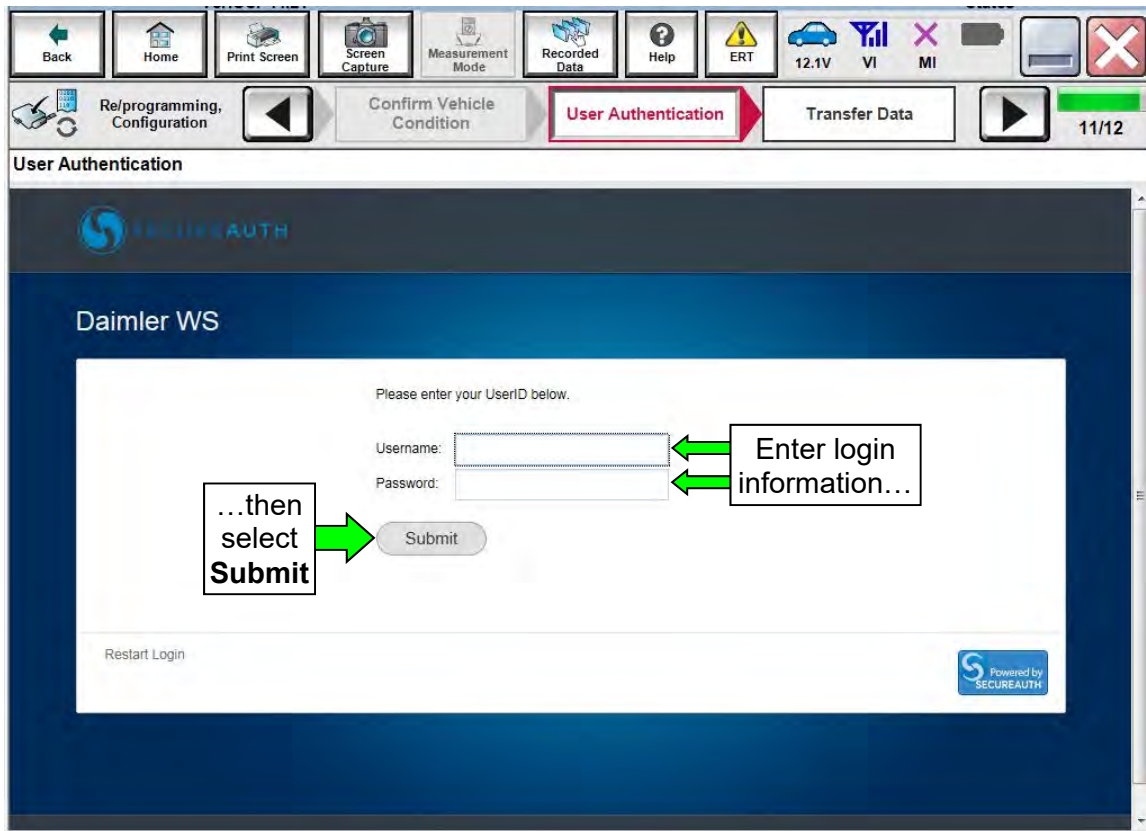 Back
Home
Print Screen
Screen
Capture
Measurement
Mode
Recorded
Data
Help
ERT
12.1V
VI
MI
Re/programming,
Configuration
Confirm Vehicle
Condition
User Authentication
Transfer Data
11/12
User Authentication
SECUREAUTH
Daimler WS
Please enter your UserID below.
Username:
Password:
Enter login
information…
…then
select
Submit
Submit
Restart Login
Powered by
SECUREAUTH